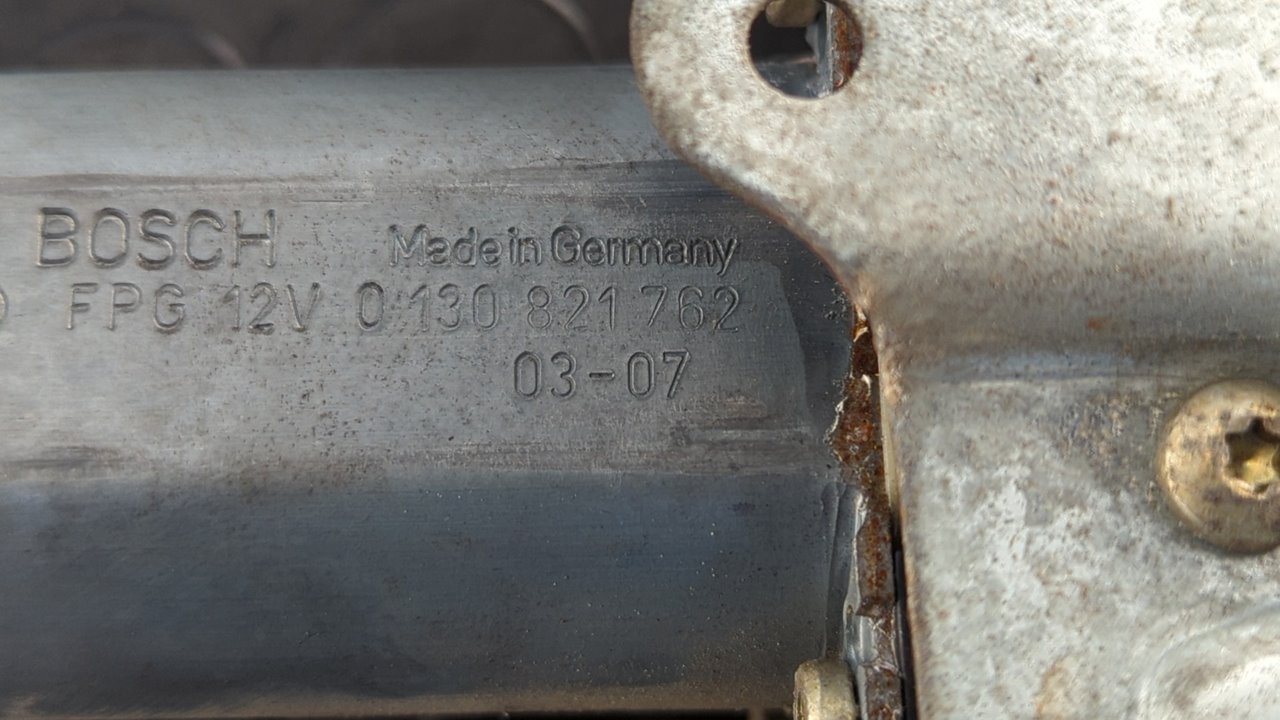 BOSCH Made in Germany
FPG 12V 0 130 821 762
03-07